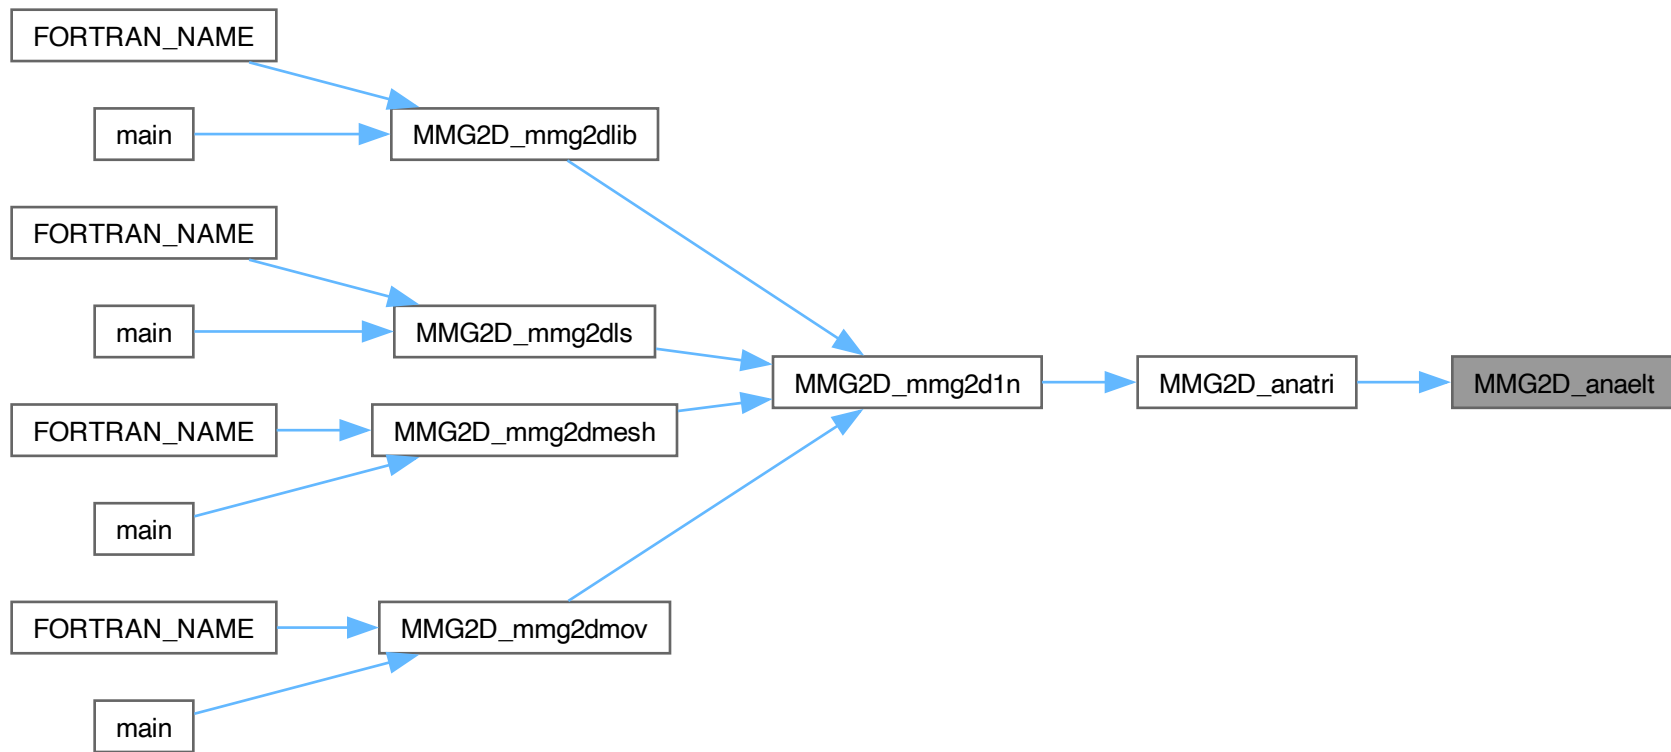 FORTRAN_NAME
main
MMG2D_mmg2dlib
FORTRAN_NAME
main
MMG2D_mmg2dls
MMG2D_mmg2d1n
MMG2D_anatri
MMG2D_anaelt
FORTRAN_NAME
MMG2D_mmg2dmesh
main
FORTRAN_NAME
MMG2D_mmg2dmov
main